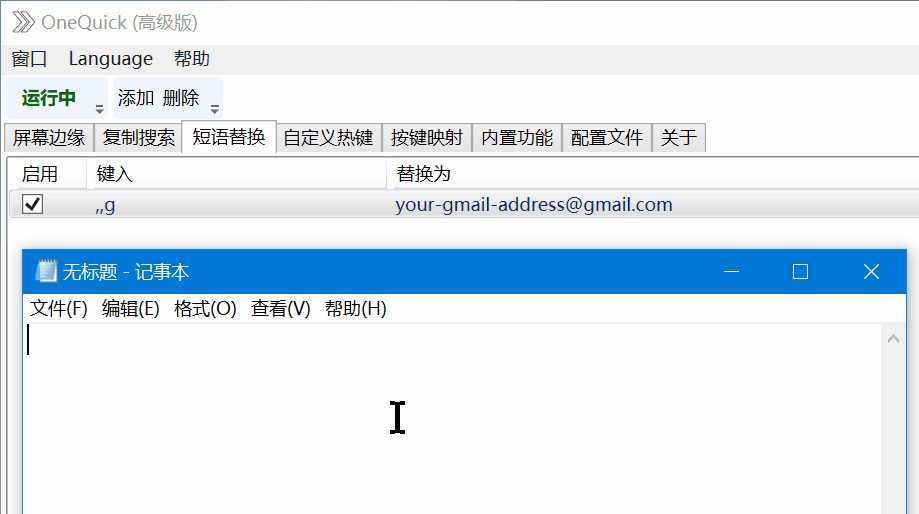 OneQuick (高级版)
窗口 Language 帮助
运行中 添加 删除
屏幕边缘 复制搜索 短语替换 自定义热键 按键映射 内置功能 配置文件 关于
启用 键入 替换为
,,g your-gmail-address@gmail.com
无标题 - 记事本
文件(F) 编辑(E) 格式(O) 查看(V) 帮助(H)